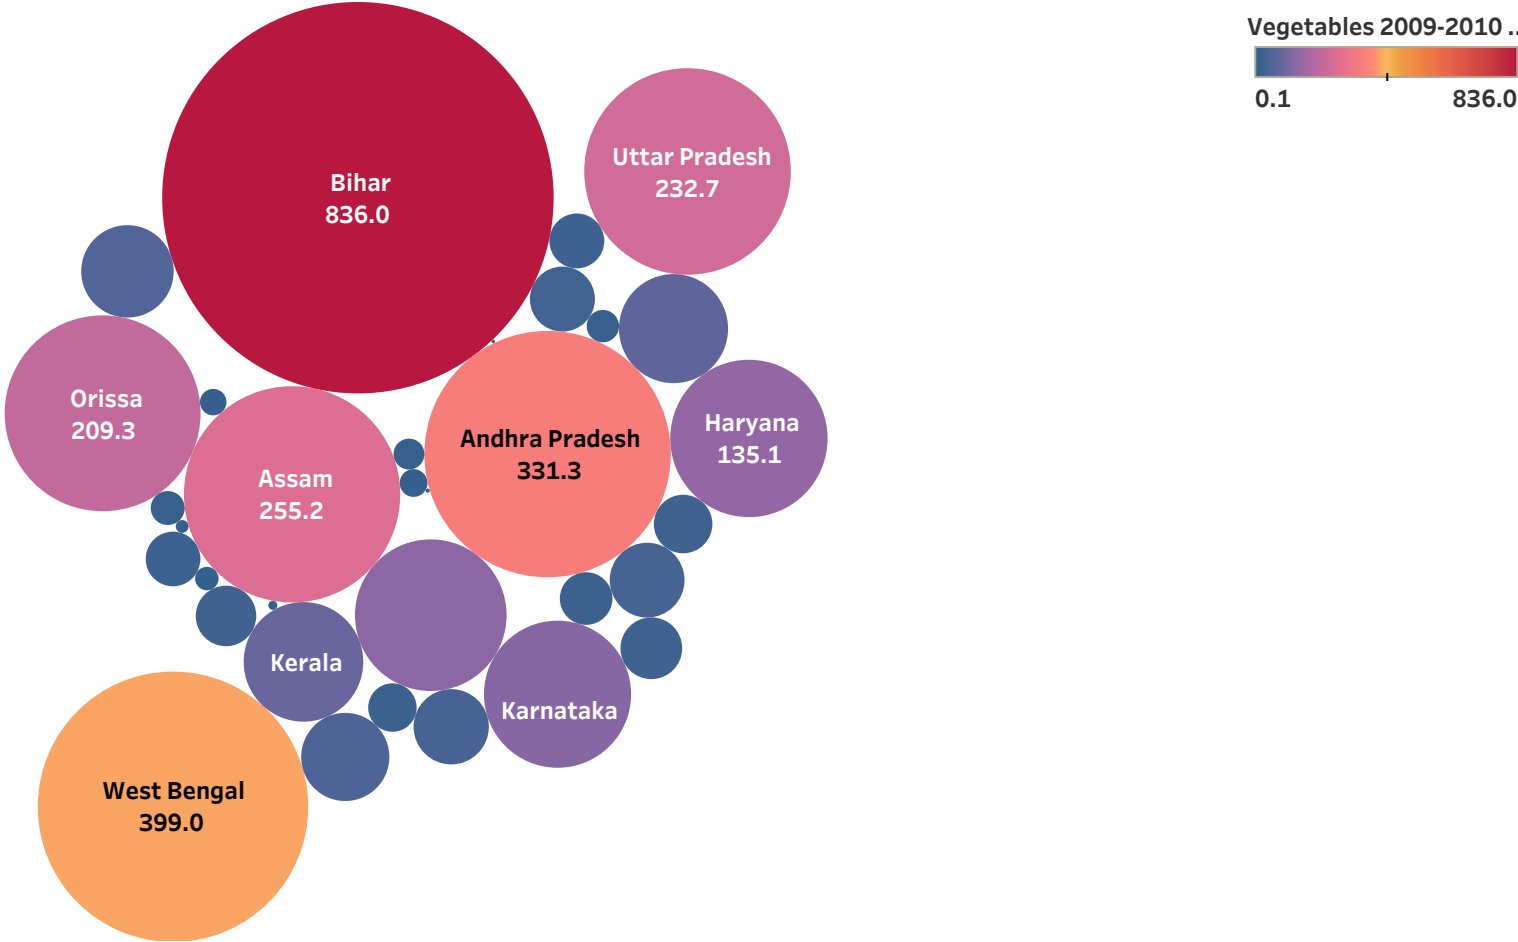 Vegetables 2009-2010 ..
0.1 836.0
Bihar
836.0
Uttar Pradesh
232.7
Orissa
209.3
Andhra Pradesh
331.3
Haryana
135.1
Assam
255.2
Kerala
Karnataka
West Bengal
399.0